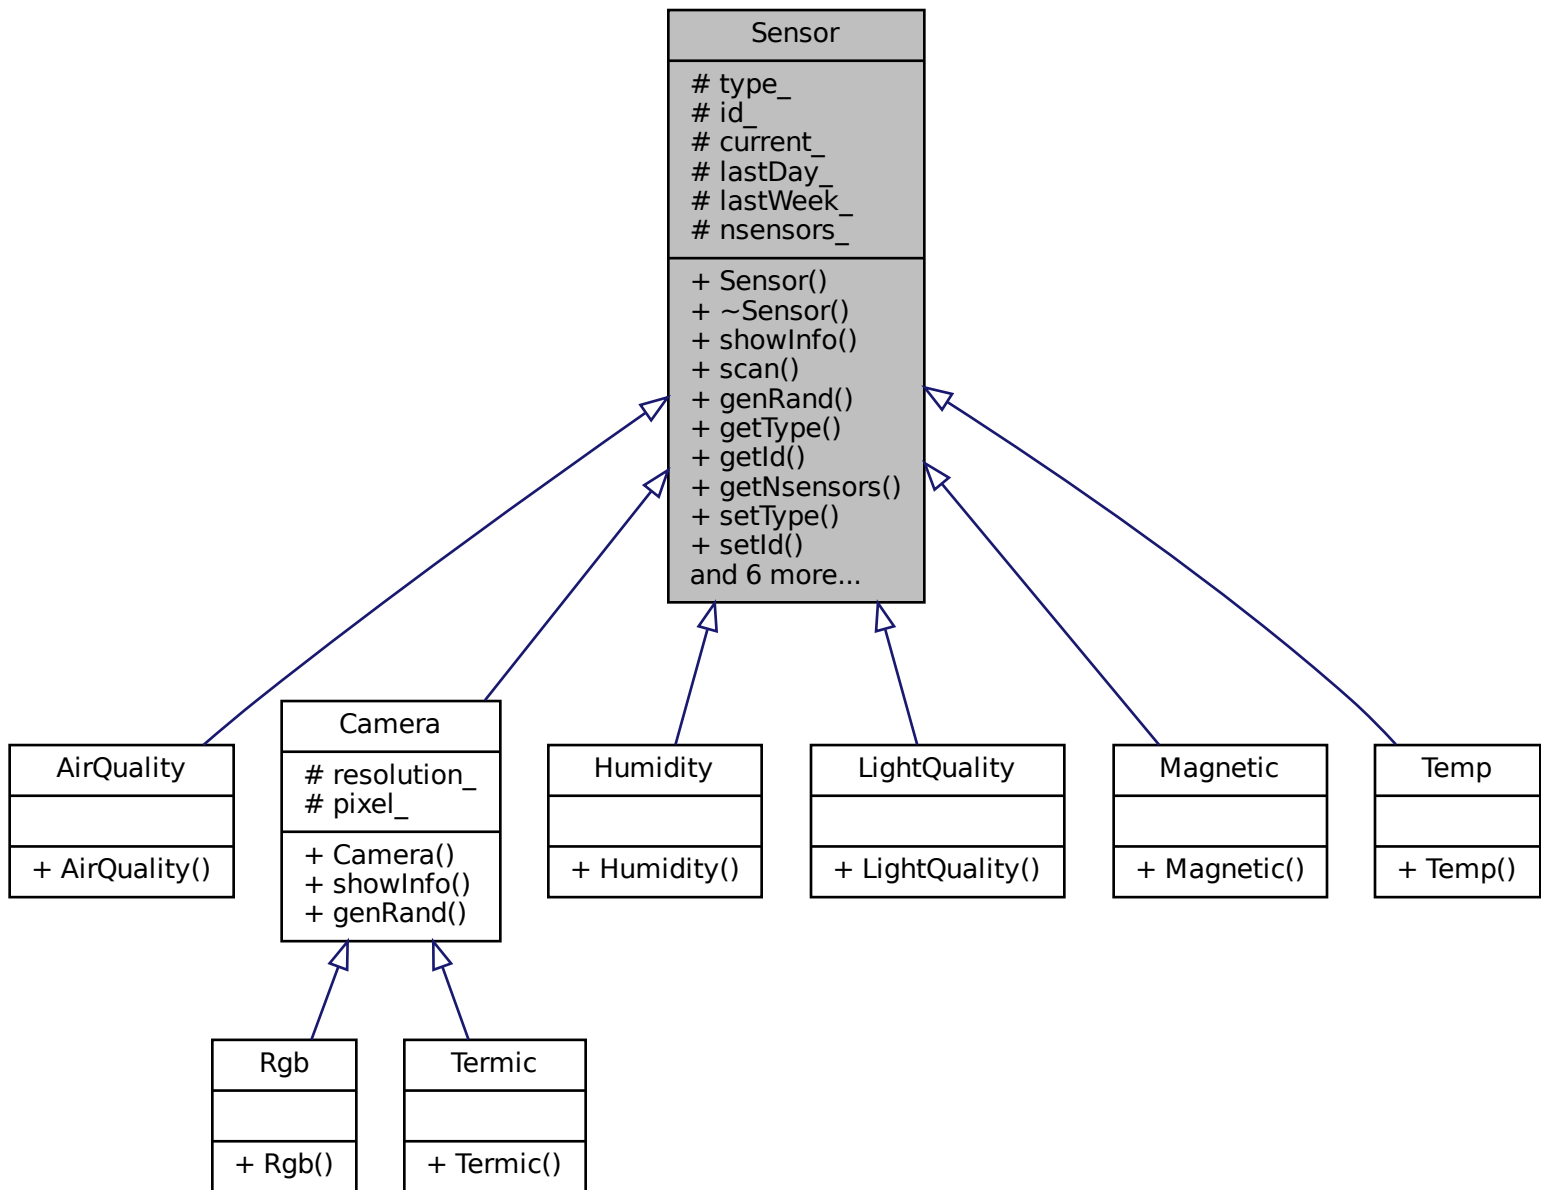 Sensor
# type_
# id_
# current_
# lastDay_
# lastWeek_
# nsensors_
+ Sensor()
+ ~Sensor()
+ showInfo()
+ scan()
+ genRand()
+ getType()
+ getId()
+ getNsensors()
+ setType()
+ setId()
and 6 more...
AirQuality
+ AirQuality()
Camera
# resolution_
# pixel_
+ Camera()
+ showInfo()
+ genRand()
Humidity
+ Humidity()
LightQuality
+ LightQuality()
Magnetic
+ Magnetic()
Temp
+ Temp()
Rgb
+ Rgb()
Termic
+ Termic()